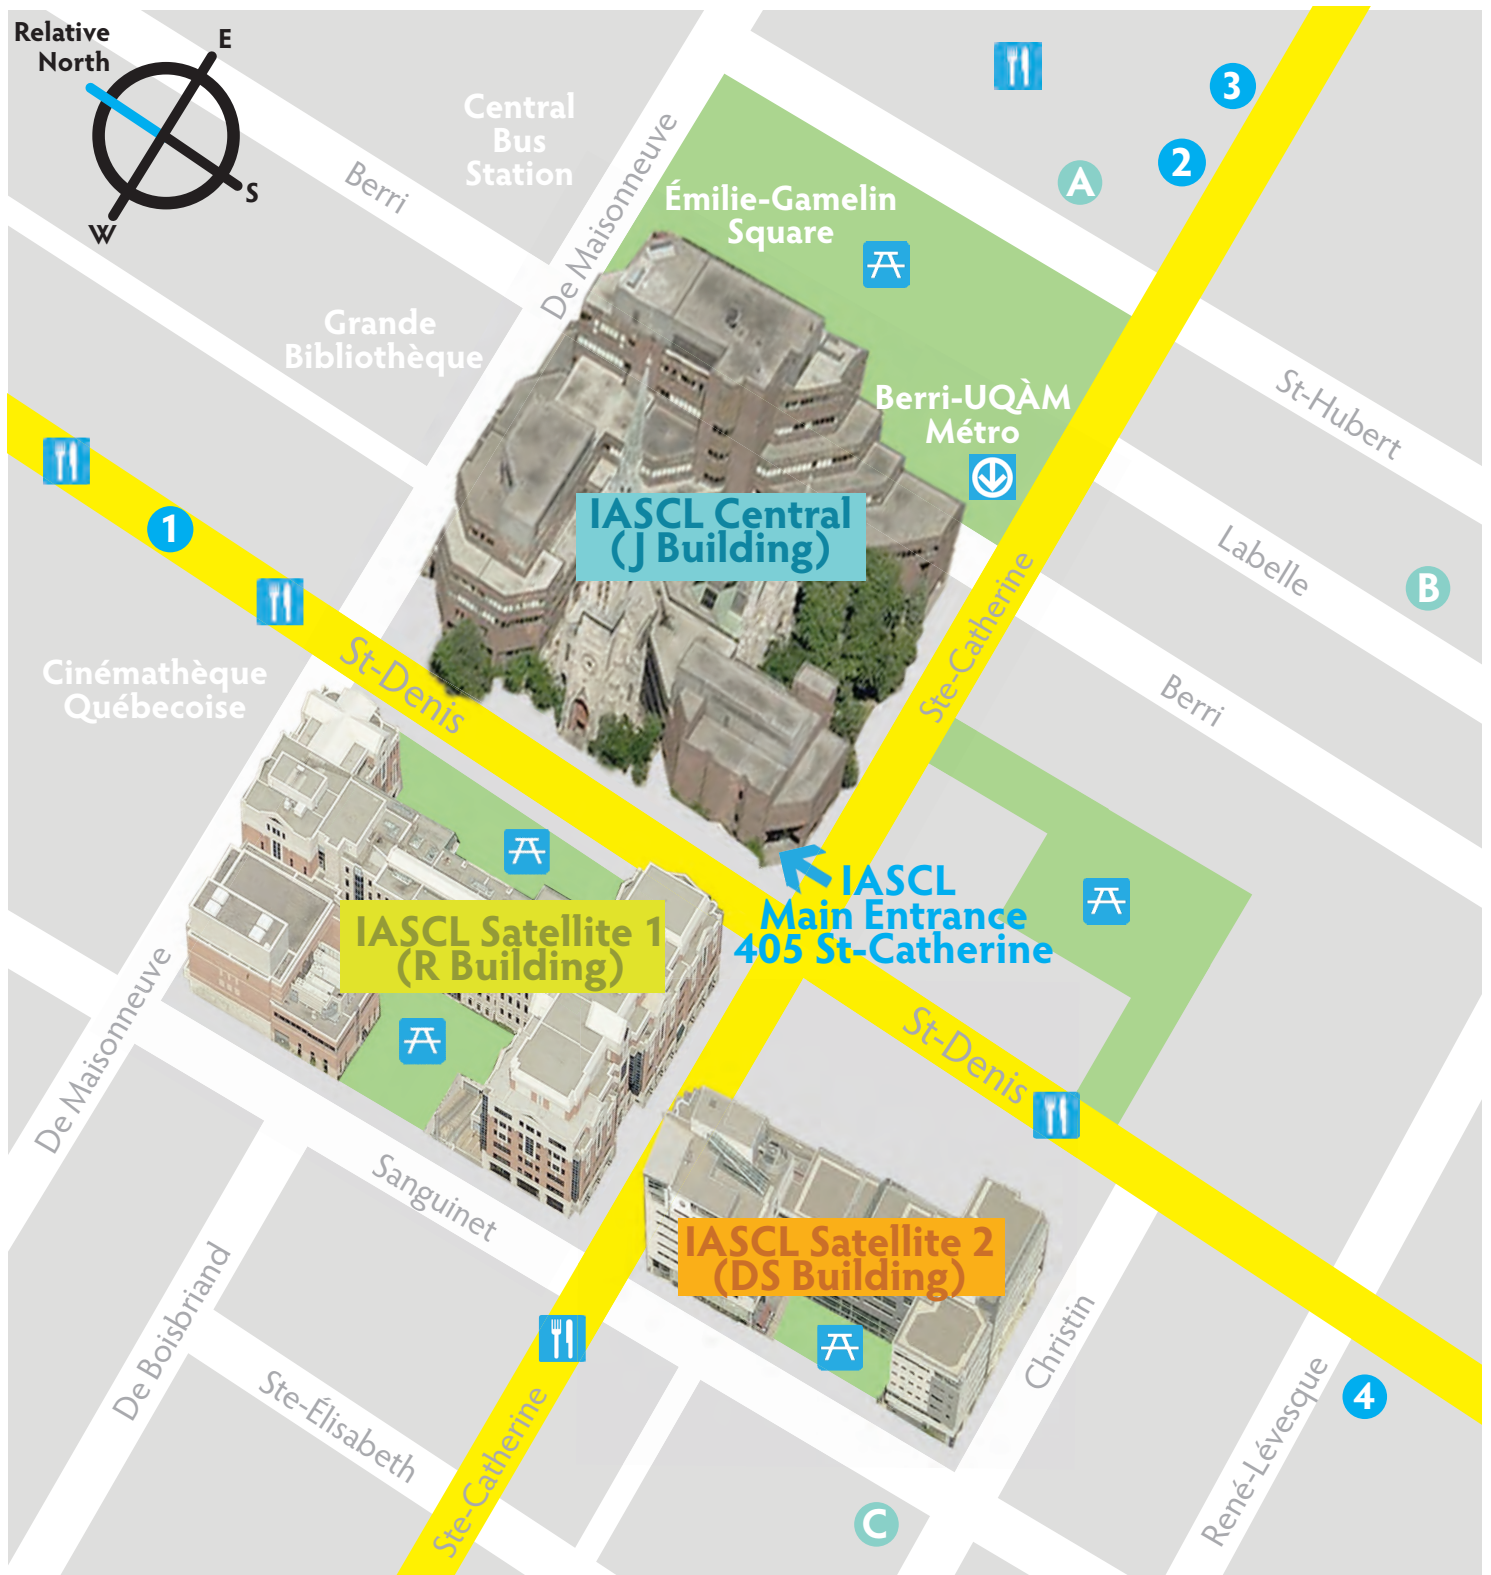 Relative
North
E
S
W
3
2
A
Central
Bus
Station
De Maisonneuve
Berri
Émilie-Gamelin
Square
Grande
Bibliothèque
Berri-UQÀM
Métro
St-Hubert
1
IASCL Central
(J Building)
Labelle
B
Ste-Catherine
St-Denis
Cinémathèque
Québecoise
Berri
IASCL
Main Entrance
405 St-Catherine
IASCL Satellite 1
(R Building)
De Maisonneuve
St-Denis
Sanguinet
IASCL Satellite 2
(DS Building)
De Boisbriand
Christin
Ste-Élisabeth
Ste-Catherine
René-Lévesque
4
C